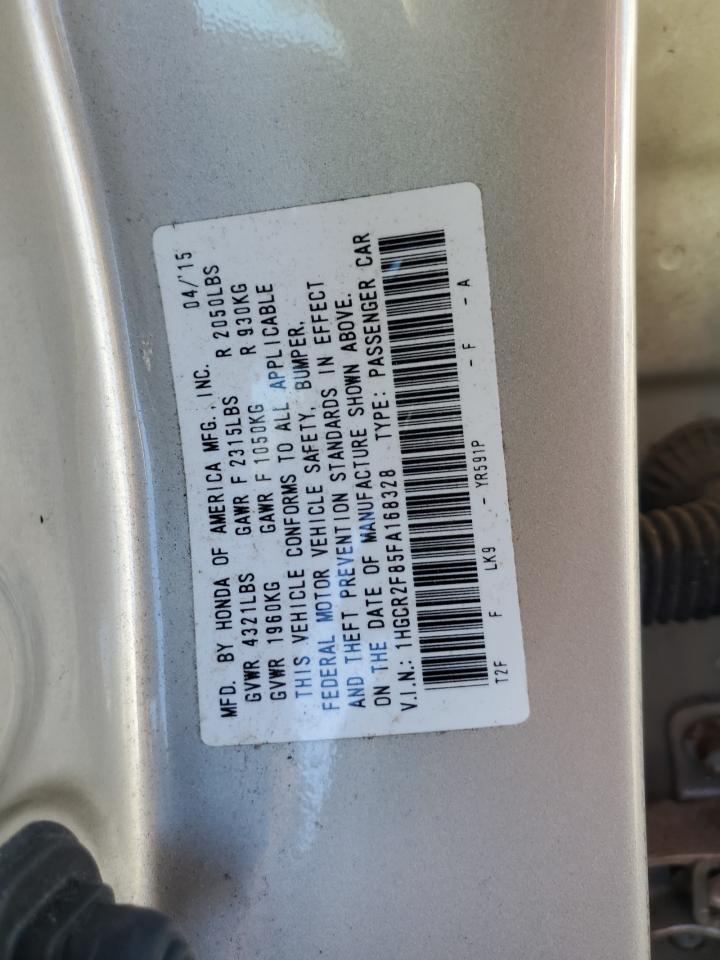 MFD. BY HONDA OF AMERICA MFG., INC. 04/'15
GVWR 4321LBS GAWR F 2315LBS R 2050LBS
GVWR 1960KG GAWR F 1050KG R 930KG
THIS VEHICLE CONFORMS TO ALL APPLICABLE
FEDERAL MOTOR VEHICLE SAFETY, BUMPER,
AND THEFT PREVENTION STANDARDS IN EFFECT
ON THE DATE OF MANUFACTURE SHOWN ABOVE.
V.I.N.: 1HGCR2F85FA168328 TYPE: PASSENGER CAR
T2F F LK9 - YR591P - F - A